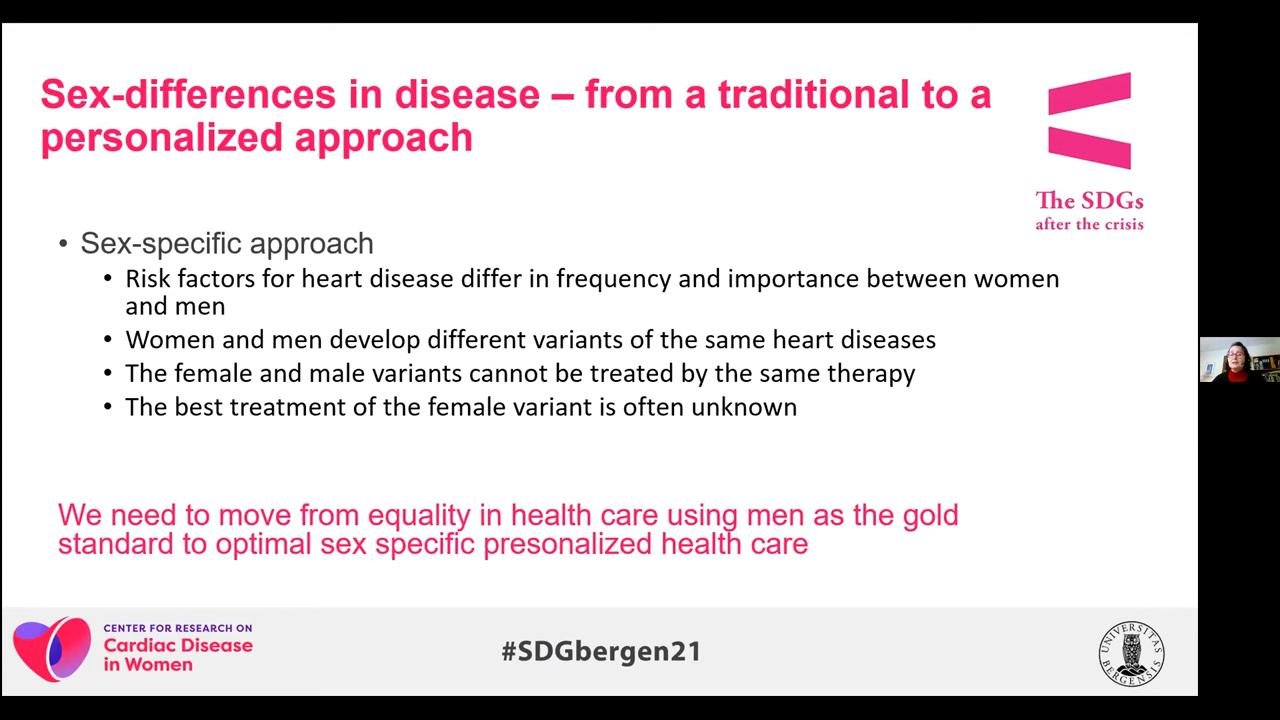 Sex-differences in disease – from a traditional to a
personalized approach
The SDGs
after the crisis
• Sex-specific approach
• Risk factors for heart disease differ in frequency and importance between women
and men
• Women and men develop different variants of the same heart diseases
• The female and male variants cannot be treated by the same therapy
• The best treatment of the female variant is often unknown
We need to move from equality in health care using men as the gold
standard to optimal sex specific presonalized health care
CENTER FOR RESEARCH ON
Cardiac Disease
in Women
#SDGbergen21
UNIVERSITAS
BERGENSIS